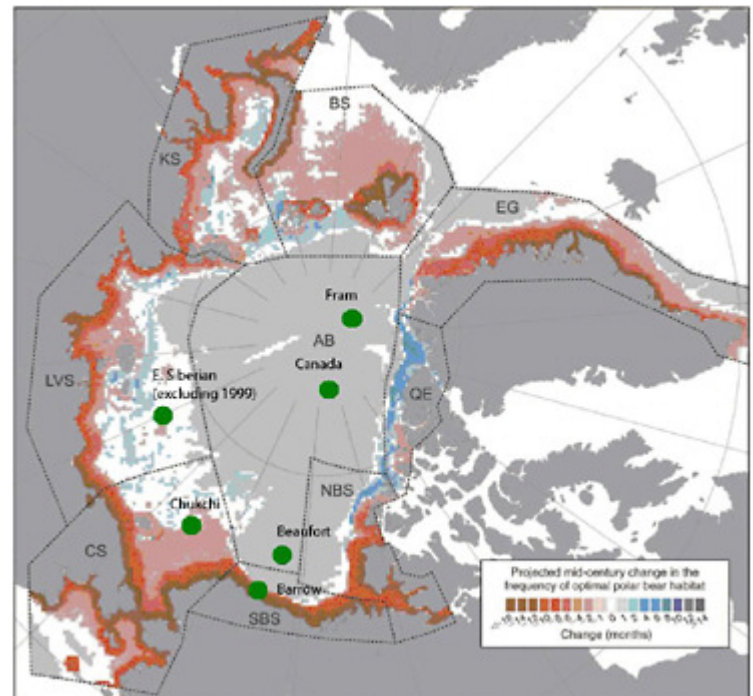 BS
KS
EG
Fram
AB
Canada
LVS
E. Siberian
(excluding 1999)
QE
NBS
Chukchi
CS
Beaufort
Barrow
SBS
Projected mid-century change in the
frequency of optimal polar bear habitat
Change (months)